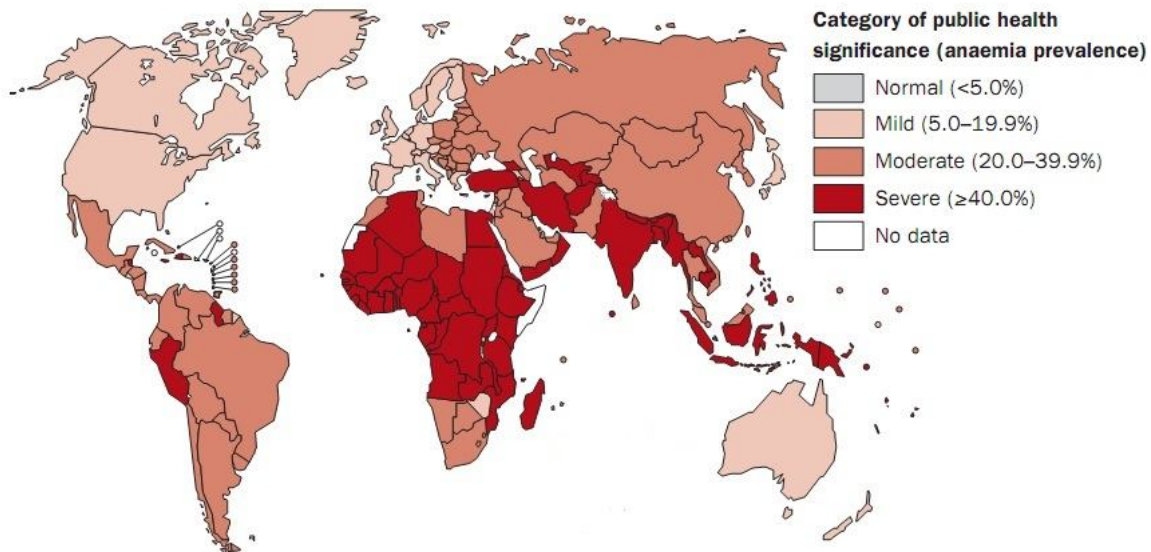 Category of public health
significance (anaemia prevalence)
Normal (<5.0%)
Mild (5.0–19.9%)
Moderate (20.0–39.9%)
Severe (≥40.0%)
No data